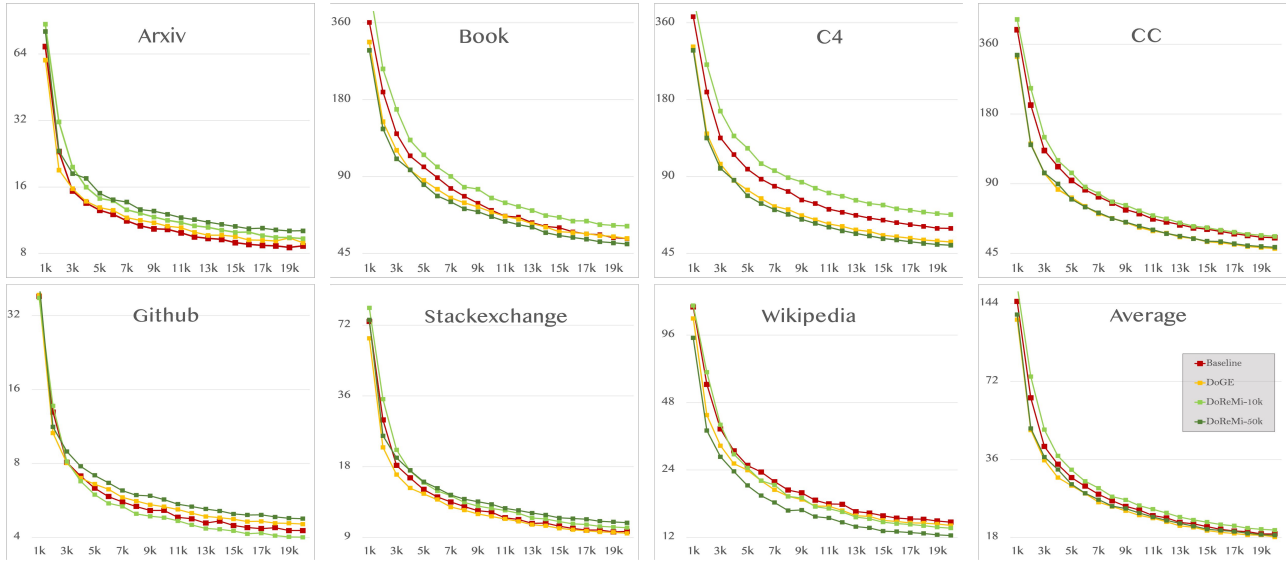 Arxiv
64
32
16
8
1k 3k 5k 7k 9k 11k 13k 15k 17k 19k
Book
360
180
90
45
1k 3k 5k 7k 9k 11k 13k 15k 17k 19k
C4
360
180
90
45
1k 3k 5k 7k 9k 11k 13k 15k 17k 19k
CC
360
180
90
45
1k 3k 5k 7k 9k 11k 13k 15k 17k 19k
Github
32
16
8
4
1k 3k 5k 7k 9k 11k 13k 15k 17k 19k
Stackexchange
72
36
18
9
1k 3k 5k 7k 9k 11k 13k 15k 17k 19k
Wikipedia
96
48
24
12
1k 3k 5k 7k 9k 11k 13k 15k 17k 19k
Average
144
72
36
18
1k 3k 5k 7k 9k 11k 13k 15k 17k 19k
Baseline
DoGE
DoReMi-10k
DoReMi-50k